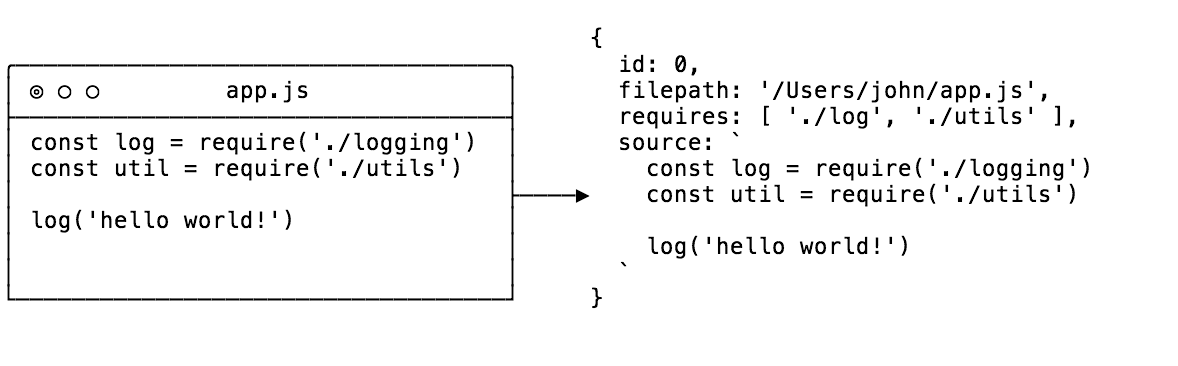 app.js
const log = require('./logging')
const util = require('./utils')
log('hello world!')
{
id: 0,
filepath: '/Users/john/app.js',
requires: [ './log', './utils' ],
source: `
const log = require('./logging')
const util = require('./utils')
log('hello world!')
`
}